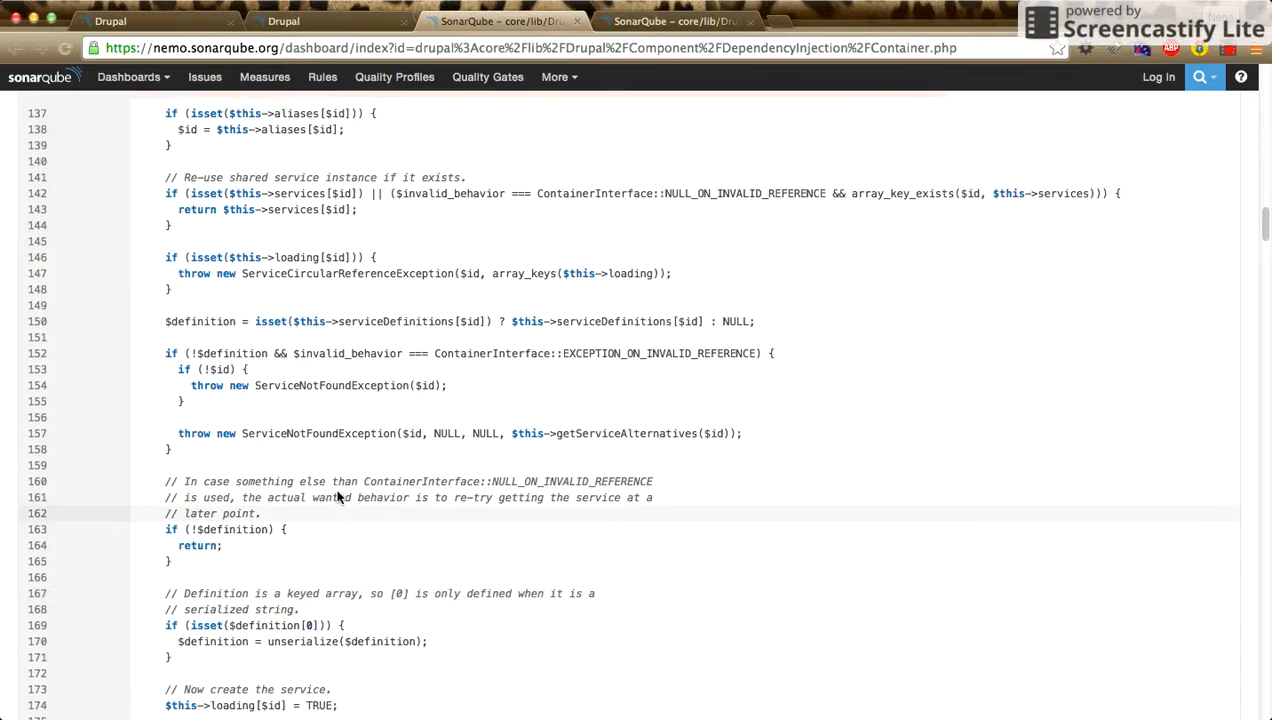 Drupal
Drupal
SonarQube – core/lib/Dru
SonarQube – core/lib/Dru
powered by
Screencastify Lite
https://nemo.sonarqube.org/dashboard/index?id=drupal%3Acore%2Flib%2FDrupal%2FComponent%2FDependencyInjection%2FContainer.php
ABP
sonarqube Dashboards Issues Measures Rules Quality Profiles Quality Gates More Log in ?
137 if (isset($this->aliases[$id])) {
138 $id = $this->aliases[$id];
139 }
140
141 // Re-use shared service instance if it exists.
142 if (isset($this->services[$id]) || ($invalid_behavior === ContainerInterface::NULL_ON_INVALID_REFERENCE && array_key_exists($id, $this->services))) {
143 return $this->services[$id];
144 }
145
146 if (isset($this->loading[$id])) {
147 throw new ServiceCircularReferenceException($id, array_keys($this->loading));
148 }
149
150 $definition = isset($this->serviceDefinitions[$id]) ? $this->serviceDefinitions[$id] : NULL;
151
152 if (!$definition && $invalid_behavior === ContainerInterface::EXCEPTION_ON_INVALID_REFERENCE) {
153 if (!$id) {
154 throw new ServiceNotFoundException($id);
155 }
156
157 throw new ServiceNotFoundException($id, NULL, NULL, $this->getServiceAlternatives($id));
158 }
159
160 // In case something else than ContainerInterface::NULL_ON_INVALID_REFERENCE
161 // is used, the actual wanted behavior is to re-try getting the service at a
162 // later point.
163 if (!$definition) {
164 return;
165 }
166
167 // Definition is a keyed array, so [0] is only defined when it is a
168 // serialized string.
169 if (isset($definition[0])) {
170 $definition = unserialize($definition);
171 }
172
173 // Now create the service.
174 $this->loading[$id] = TRUE;